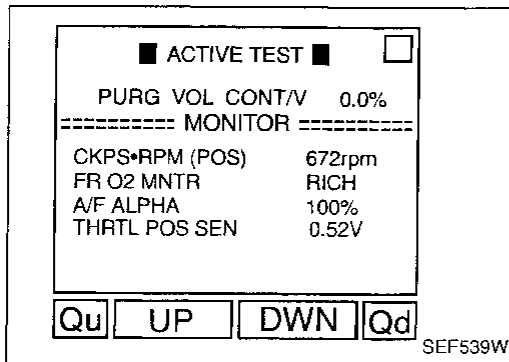 ACTIVE TEST
PURG VOL CONT/V 0.0%
========== MONITOR ==========
CKPS•RPM (POS) 672rpm
FR O2 MNTR RICH
A/F ALPHA 100%
THRTL POS SEN 0.52V
Qu UP DWN Qd
SEF539W